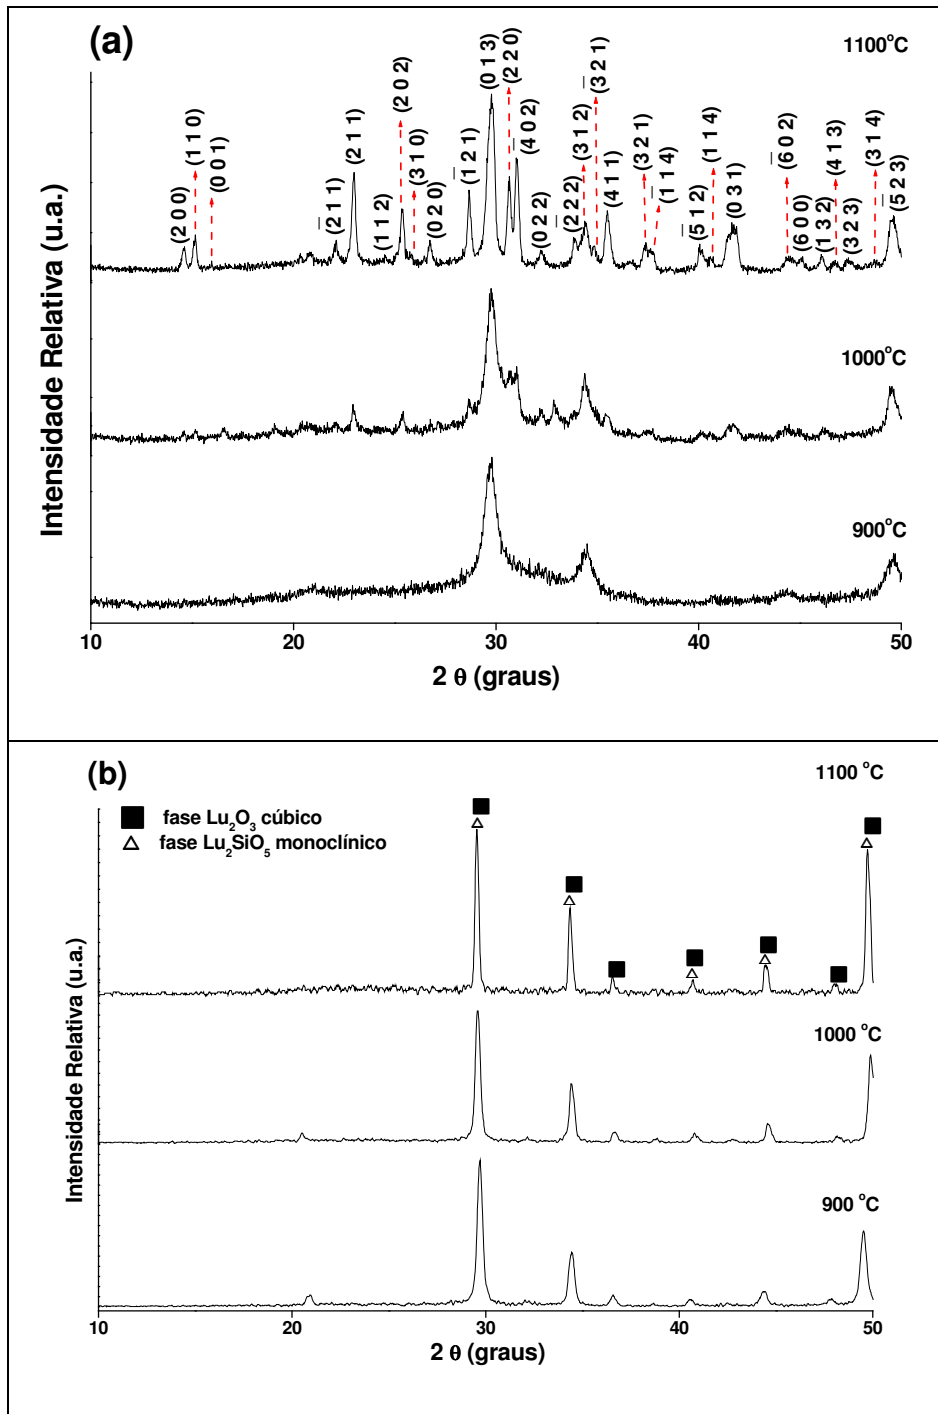 (a)
1100°C
(2 0 0)
(1 1 0)
(0 0 1)
(2̅ 1 1)
(2 1 1)
(1 1 2)
(2 0 2)
(3 1 0)
(0 2 0)
(1̅ 2 1)
(0 1 3)
(2 2 0)
(4̅ 0 2)
(0 2 2)
(2̅ 2 2)
(3 1 2)
(3̅ 2 1)
(4 1 1)
(3 2 1)
(1̅ 1 4)
(5̅ 1 2)
(1 1 4)
(0 3 1)
(6̅ 0 2)
(6 0 0)
(1 3 2)
(4 1 3)
(3 2 3)
(3 1 4)
(5̅ 2 3)
1000°C
900°C
Intensidade Relativa (u.a.)
10 20 30 40 50
2 θ (graus)
(b)
1100 °C
fase Lu₂O₃ cúbico
fase Lu₂SiO₅ monoclínico
1000 °C
900 °C
Intensidade Relativa (u.a.)
10 20 30 40 50
2 θ (graus)